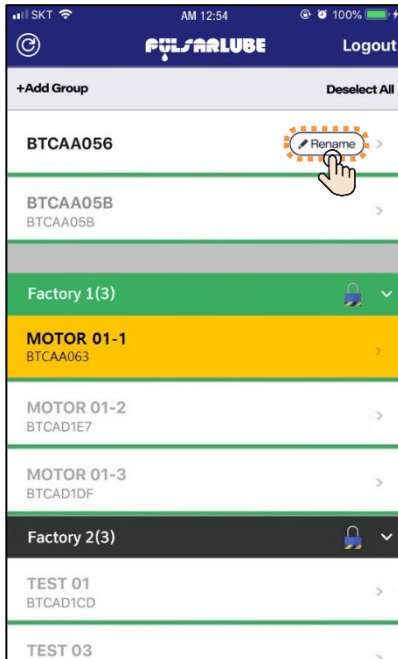 SKT AM 12:54 100%
PULSARLUBE Logout
+Add Group Deselect All
BTCAA056 Rename
BTCAA05B
BTCAA05B
Factory 1(3)
MOTOR 01-1
BTCAA063
MOTOR 01-2
BTCAD1E7
MOTOR 01-3
BTCAD1DF
Factory 2(3)
TEST 01
BTCAD1CD
TEST 03